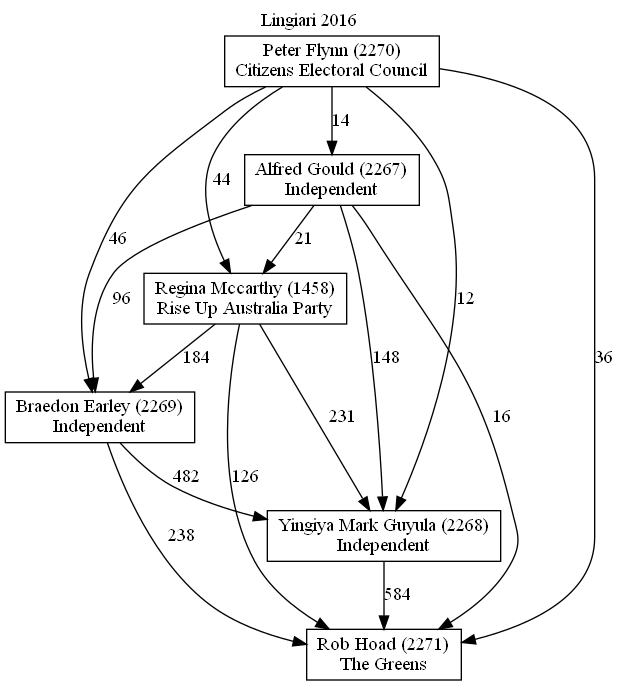 Lingiari 2016
Peter Flynn (2270)
Citizens Electoral Council
14
Alfred Gould (2267)
Independent
44
46
21
96
Regina Mccarthy (1458)
Rise Up Australia Party
12
184
148
36
Braedon Earley (2269)
Independent
231
16
482
126
Yingiya Mark Guyula (2268)
Independent
238
584
Rob Hoad (2271)
The Greens